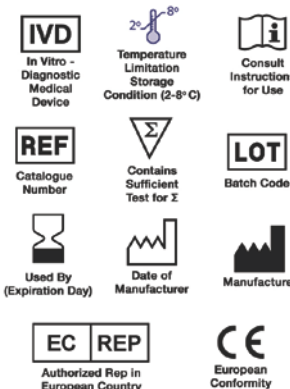 IVD
In Vitro -
Diagnostic
Medical
Device
2° 8°
Temperature
Limitation
Storage
Condition (2-8°C)
i
Consult
Instruction
for Use
REF
Catalogue
Number
Σ
Contains
Sufficient
Test for Σ
LOT
Batch Code
Used By
(Expiration Day)
Date of
Manufacturer
Manufacture
EC REP
Authorized Rep in
European Country
CE
European
Conformity